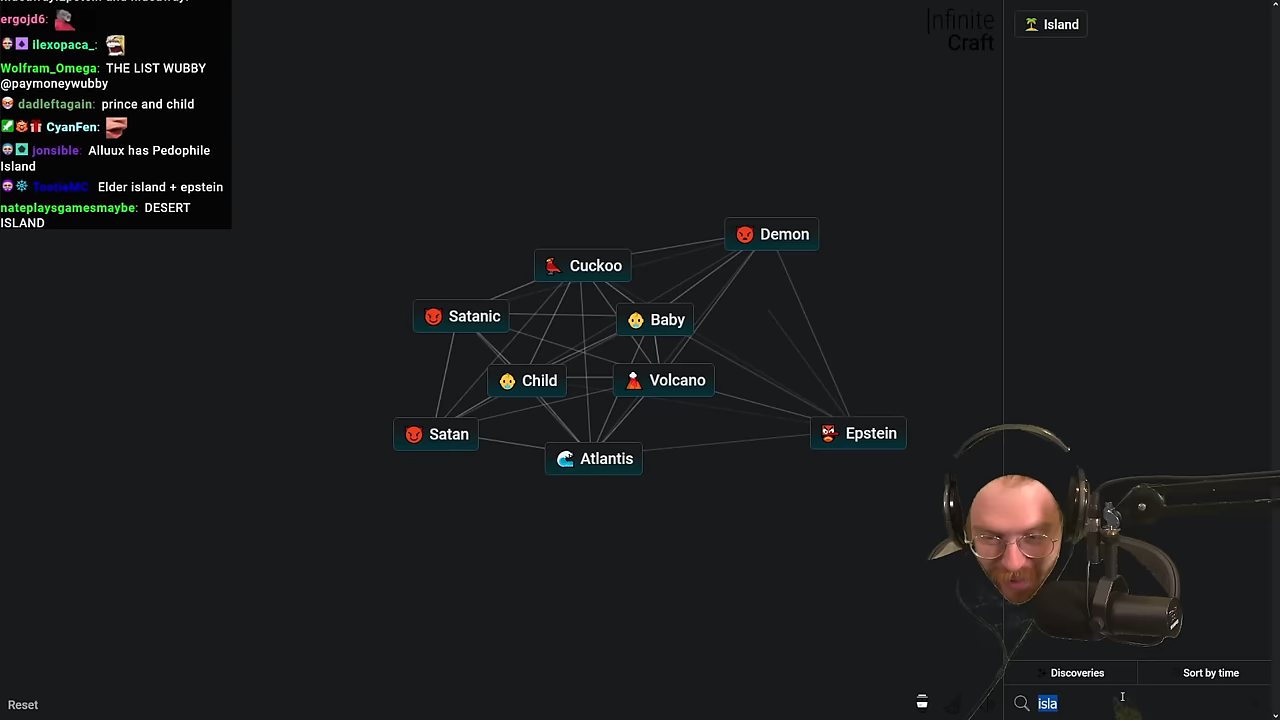 ergojd6:
Ilexopaca_:
Wolfram_Omega: THE LIST WUBBY
@paymoneywubby
dadleftagain: prince and child
CyanFen:
jonsible: Alluux has Pedophile
Island
TootieMC: Elder island + epstein
nateplaysgamesmaybe: DESERT
ISLAND
Infinite
Craft
Island
Demon
Cuckoo
Satanic
Baby
Child
Volcano
Satan
Epstein
Atlantis
Discoveries
Sort by time
Reset
isla